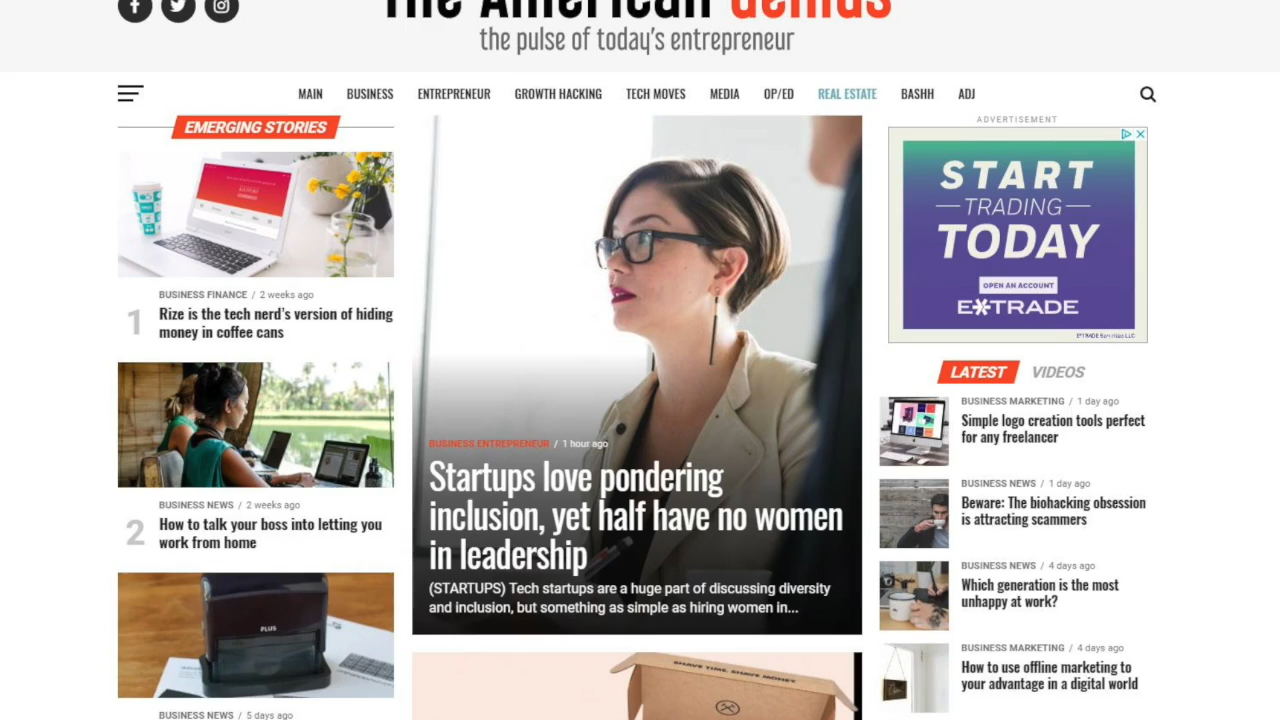 The American Genius
the pulse of today's entrepreneur
MAIN
BUSINESS
ENTREPRENEUR
GROWTH HACKING
TECH MOVES
MEDIA
OP/ED
REAL ESTATE
BASHH
ADJ
EMERGING STORIES
BUSINESS FINANCE / 2 weeks ago
1
Rize is the tech nerd's version of hiding
money in coffee cans
BUSINESS NEWS / 2 weeks ago
2
How to talk your boss into letting you
work from home
PLUS
BUSINESS NEWS / 5 days ago
BUSINESS ENTREPRENEUR / 1 hour ago
Startups love pondering
inclusion, yet half have no women
in leadership
(STARTUPS) Tech startups are a huge part of discussing diversity
and inclusion, but something as simple as hiring women in...
SHAVE TIME. SHAVE MONEY.
ADVERTISEMENT
START
TRADING
TODAY
OPEN AN ACCOUNT
E*TRADE
E*TRADE Securities LLC
LATEST
VIDEOS
BUSINESS MARKETING / 1 day ago
Simple logo creation tools perfect
for any freelancer
BUSINESS NEWS / 1 day ago
Beware: The biohacking obsession
is attracting scammers
BUSINESS NEWS / 4 days ago
Which generation is the most
unhappy at work?
BUSINESS MARKETING / 4 days ago
How to use offline marketing to
your advantage in a digital world